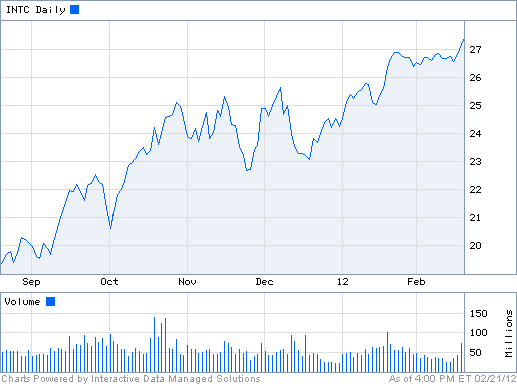 INTC Daily
27
26
25
24
23
22
21
20
Sep Oct Nov Dec 12 Feb
Volume
150
100
50
Millions
Charts Powered by Interactive Data Managed Solutions
As of 4:00 PM ET 02/21/12